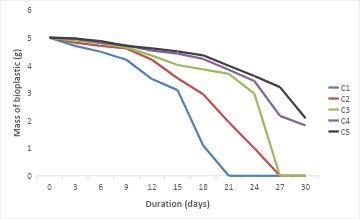 6
5
4
3
2
1
0
Mass of bioplastic (g)
0 3 6 9 12 15 18 21 24 27 30
Duration (days)
C1
C2
C3
C4
C5